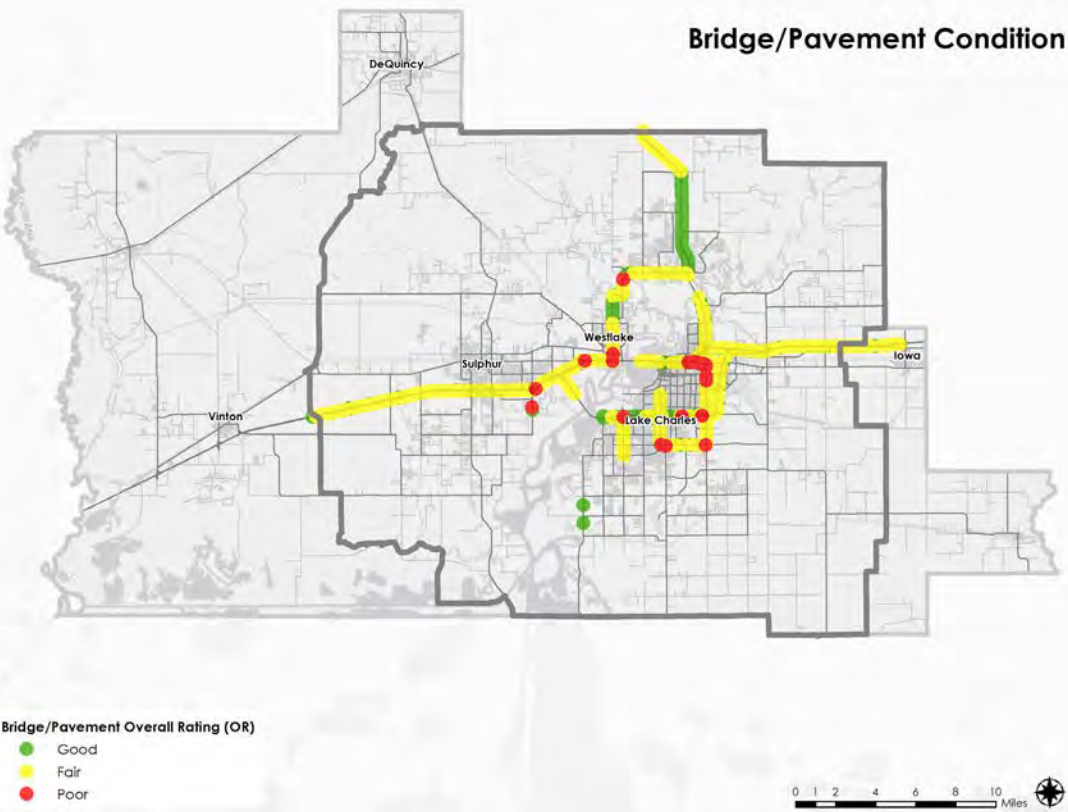 Bridge/Pavement Condition
DeQuincy
Westlake
Sulphur
Iowa
Vinton
Lake Charles
Bridge/Pavement Overall Rating (OR)
Good
Fair
Poor
0 1 2 4 6 8 10
Miles